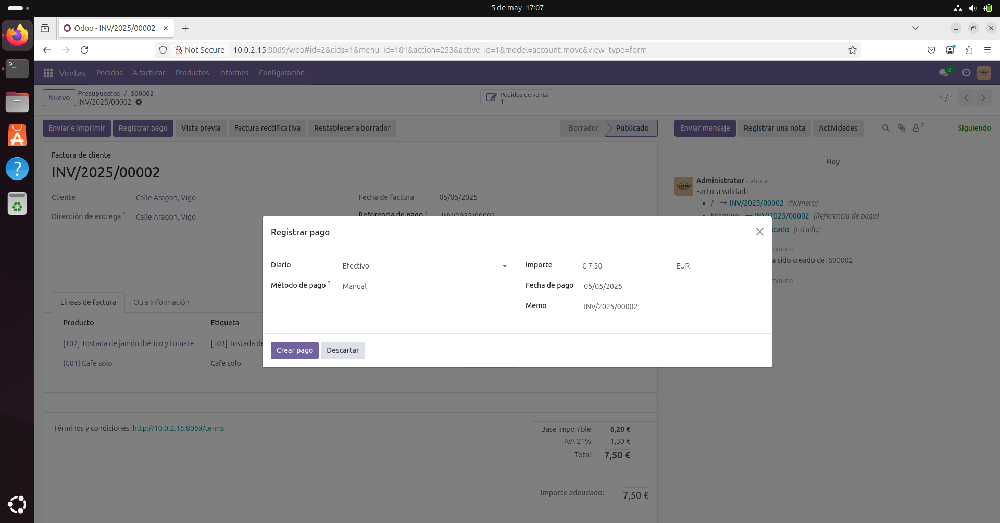 5 de may 17:07
Odoo - INV/2025/00002
Not Secure 10.0.2.15:8069/web#id=2&cids=1&menu_id=181&action=253&active_id=1&model=account.move&view_type=form
Ventas Pedidos A facturar Productos Informes Configuración 3
Nuevo Presupuestos / S00002
INV/2025/00002
Pedidos de venta
1
1 / 1
Enviar e Imprimir Registrar pago Vista previa Factura rectificativa Restablecer a borrador Borrador Publicado
Enviar mensaje Registrar una nota Actividades 2 Siguiendo
Factura de cliente
INV/2025/00002
Cliente Calle Aragon, Vigo
Dirección de entrega ? Calle Aragon, Vigo
Fecha de factura 05/05/2025
Referencia de pago ? INV/2025/00002
Hoy
CARBALLO
Administrator - ahora
Factura validada
• / → INV/2025/00002 (Número)
• Ninguno → INV/2025/00002 (Referencia de pago)
icado (Estado)
minuto
a sido creado de: S00002
minuto
Registrar pago
Diario Efectivo
Método de pago ? Manual
Importe € 7,50 EUR
Fecha de pago 05/05/2025
Memo INV/2025/00002
Crear pago Descartar
Líneas de factura Otra Información
Producto Etiqueta
[T02] Tostada de jamón ibérico y tomate [T03] Tostada de
[C01] Cafe solo Cafe solo
Términos y condiciones: http://10.0.2.15:8069/terms
Base imponible: 6,20 €
IVA 21%: 1,30 €
Total: 7,50 €
Importe adeudado: 7,50 €